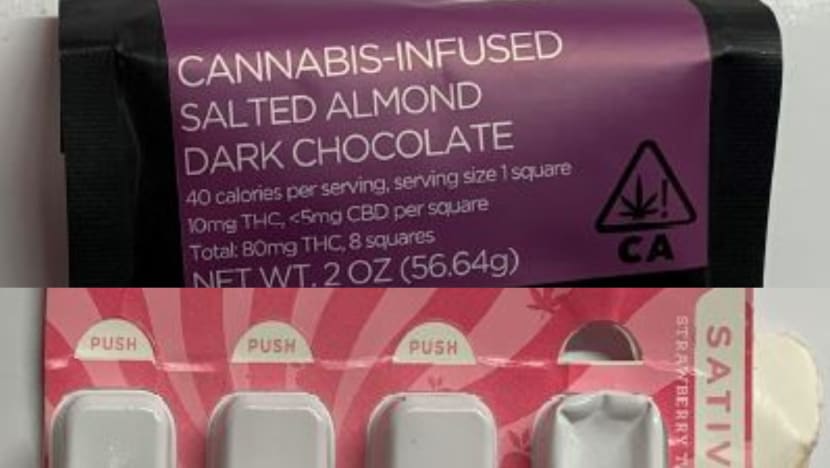 CANNABIS-INFUSED
SALTED ALMOND
DARK CHOCOLATE
40 calories per serving, serving size 1 square
10mg THC, <5mg CBD per square
Total: 80mg THC, 8 squares
NET WT. 2 OZ (56.64g)
!
CA
PUSH
PUSH
PUSH
SATIV
STRAWBERRY